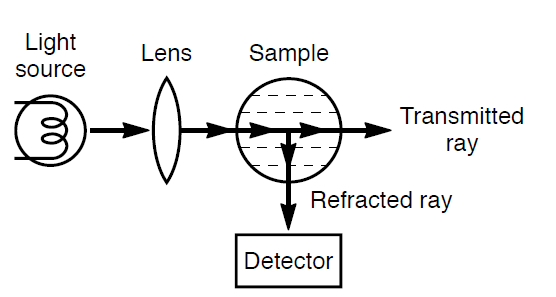 Light
source
Lens
Sample
Transmitted
ray
Refracted ray
Detector